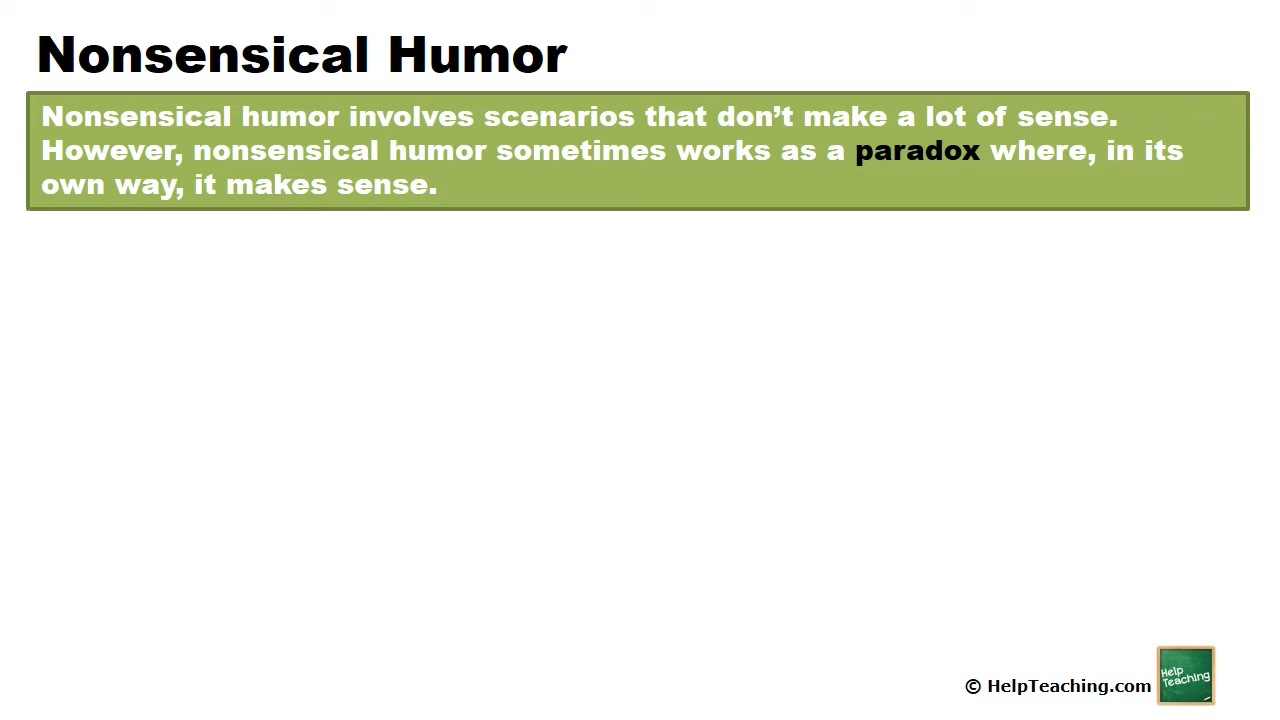 Nonsensical Humor
Nonsensical humor involves scenarios that don’t make a lot of sense.
However, nonsensical humor sometimes works as a paradox where, in its
own way, it makes sense.
© HelpTeaching.com
Help
Teaching